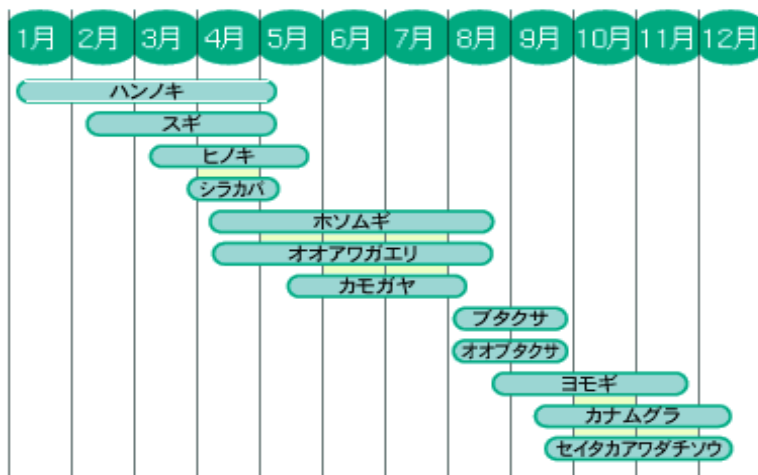 1月 2月 3月 4月 5月 6月 7月 8月 9月 10月 11月 12月
ハンノキ
スギ
ヒノキ
シラカバ
ホソムギ
オオアワガエリ
カモガヤ
ブタクサ
オオブタクサ
ヨモギ
カナムグラ
セイタカアワダチソウ